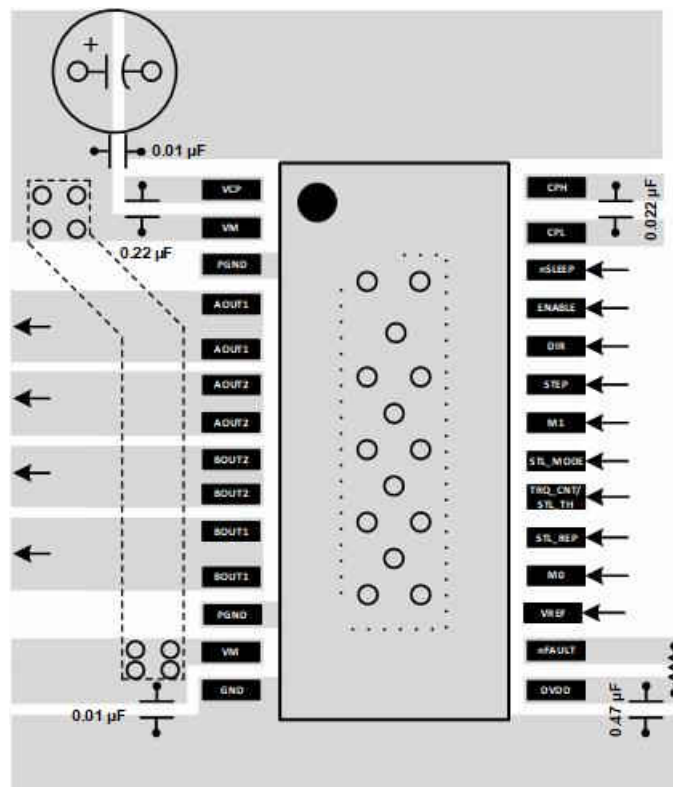 +
0.01 µF
VCP
VM
0.22 µF
PGND
AOUT1
AOUT1
AOUT2
AOUT2
BOUT2
BOUT2
BOUT1
BOUT1
PGND
VM
GND
0.01 µF
CPH
CPL
0.022 µF
nSLEEP
ENABLE
DIR
STEP
M1
STL_MODE
TRQ_CNT/
STL_TH
STL_REP
M0
VREF
nFAULT
DVDD
0.47 µF